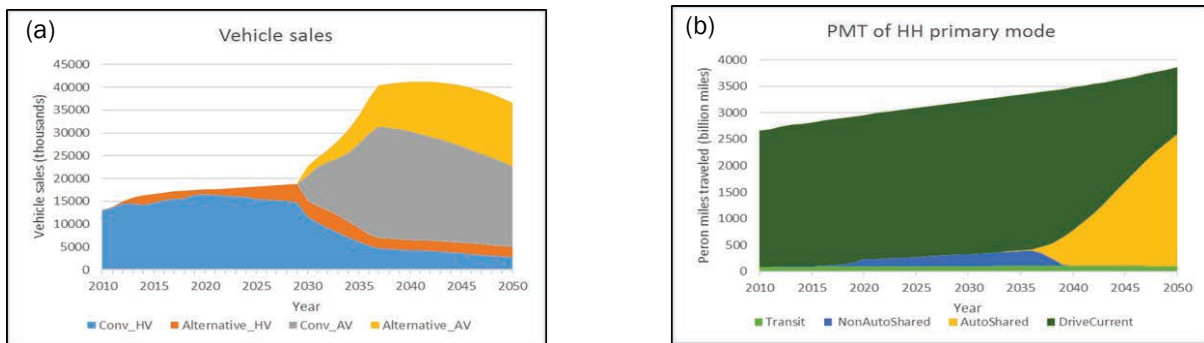 (a)
Vehicle sales
Vehicle sales (thousands)
45000
40000
35000
30000
25000
20000
15000
10000
5000
0
2010 2015 2020 2025 2030 2035 2040 2045 2050
Year
Conv_HV Alternative_HV Conv_AV Alternative_AV
(b)
PMT of HH primary mode
Peron miles traveled (billion miles)
4000
3500
3000
2500
2000
1500
1000
500
0
2010 2015 2020 2025 2030 2035 2040 2045 2050
Year
Transit NonAutoShared AutoShared DriveCurrent